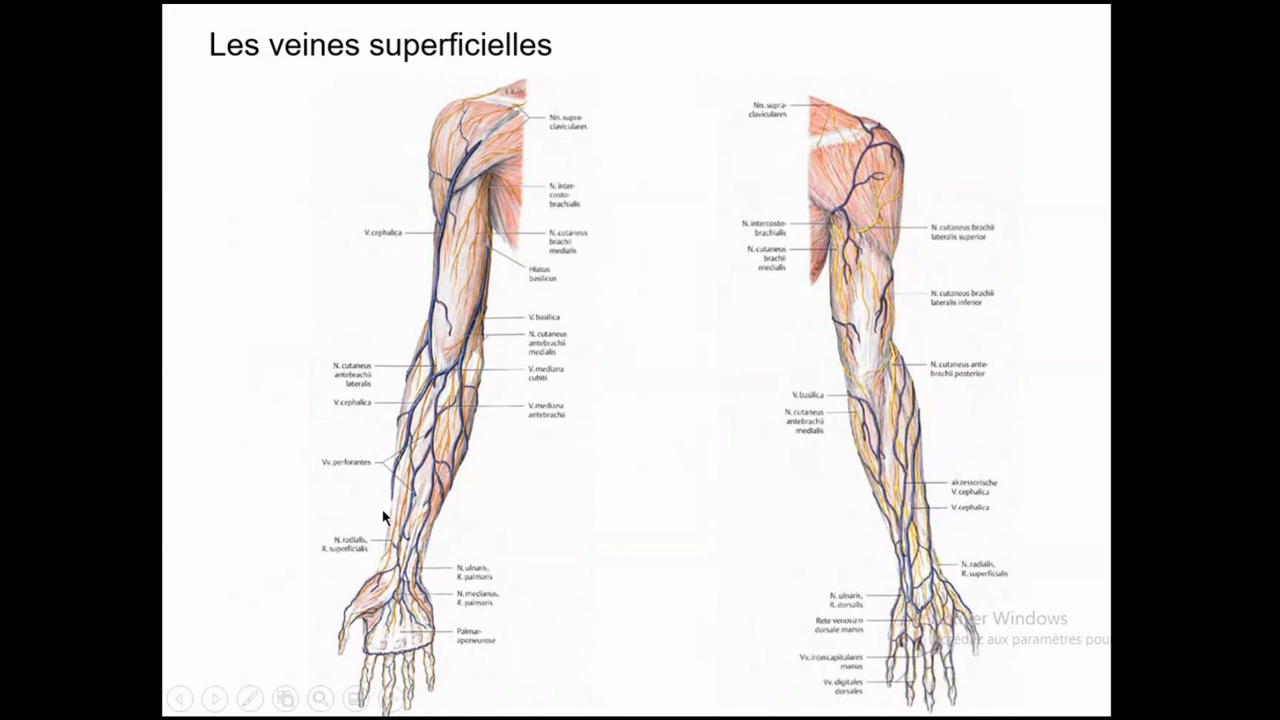 Les veines superficielles
Nn. supra-
claviculares
N. inter-
costo-
brachialis
V. cephalica
N. cutaneus
brachii
medialis
Hiatus
basilicus
V. basilica
N. cutaneus
antebrachii
medialis
N. cutaneus
antebrachii
lateralis
V. mediana
cubiti
V. cephalica
V. mediana
antebrachii
Vv. perforantes
N. radialis,
R. superficialis
N. ulnaris,
R. palmaris
N. medianus,
R. palmaris
Palmar-
aponeurose
Nn. supra-
claviculares
N. intercosto-
brachialis
N. cutaneus
brachii
medialis
N. cutaneus brachii
lateralis superior
N. cutaneus brachii
lateralis inferior
N. cutaneus ante-
brachii posterior
V. basilica
N. cutaneus
antebrachii
medialis
akzessorische
V. cephalica
V. cephalica
N. radialis,
R. superficialis
N. ulnaris,
R. dorsalis
Rete venosum
dorsale manus
Vv. intercapitulares
manus
Vv. digitales
dorsales
Windows
aux paramètres pou